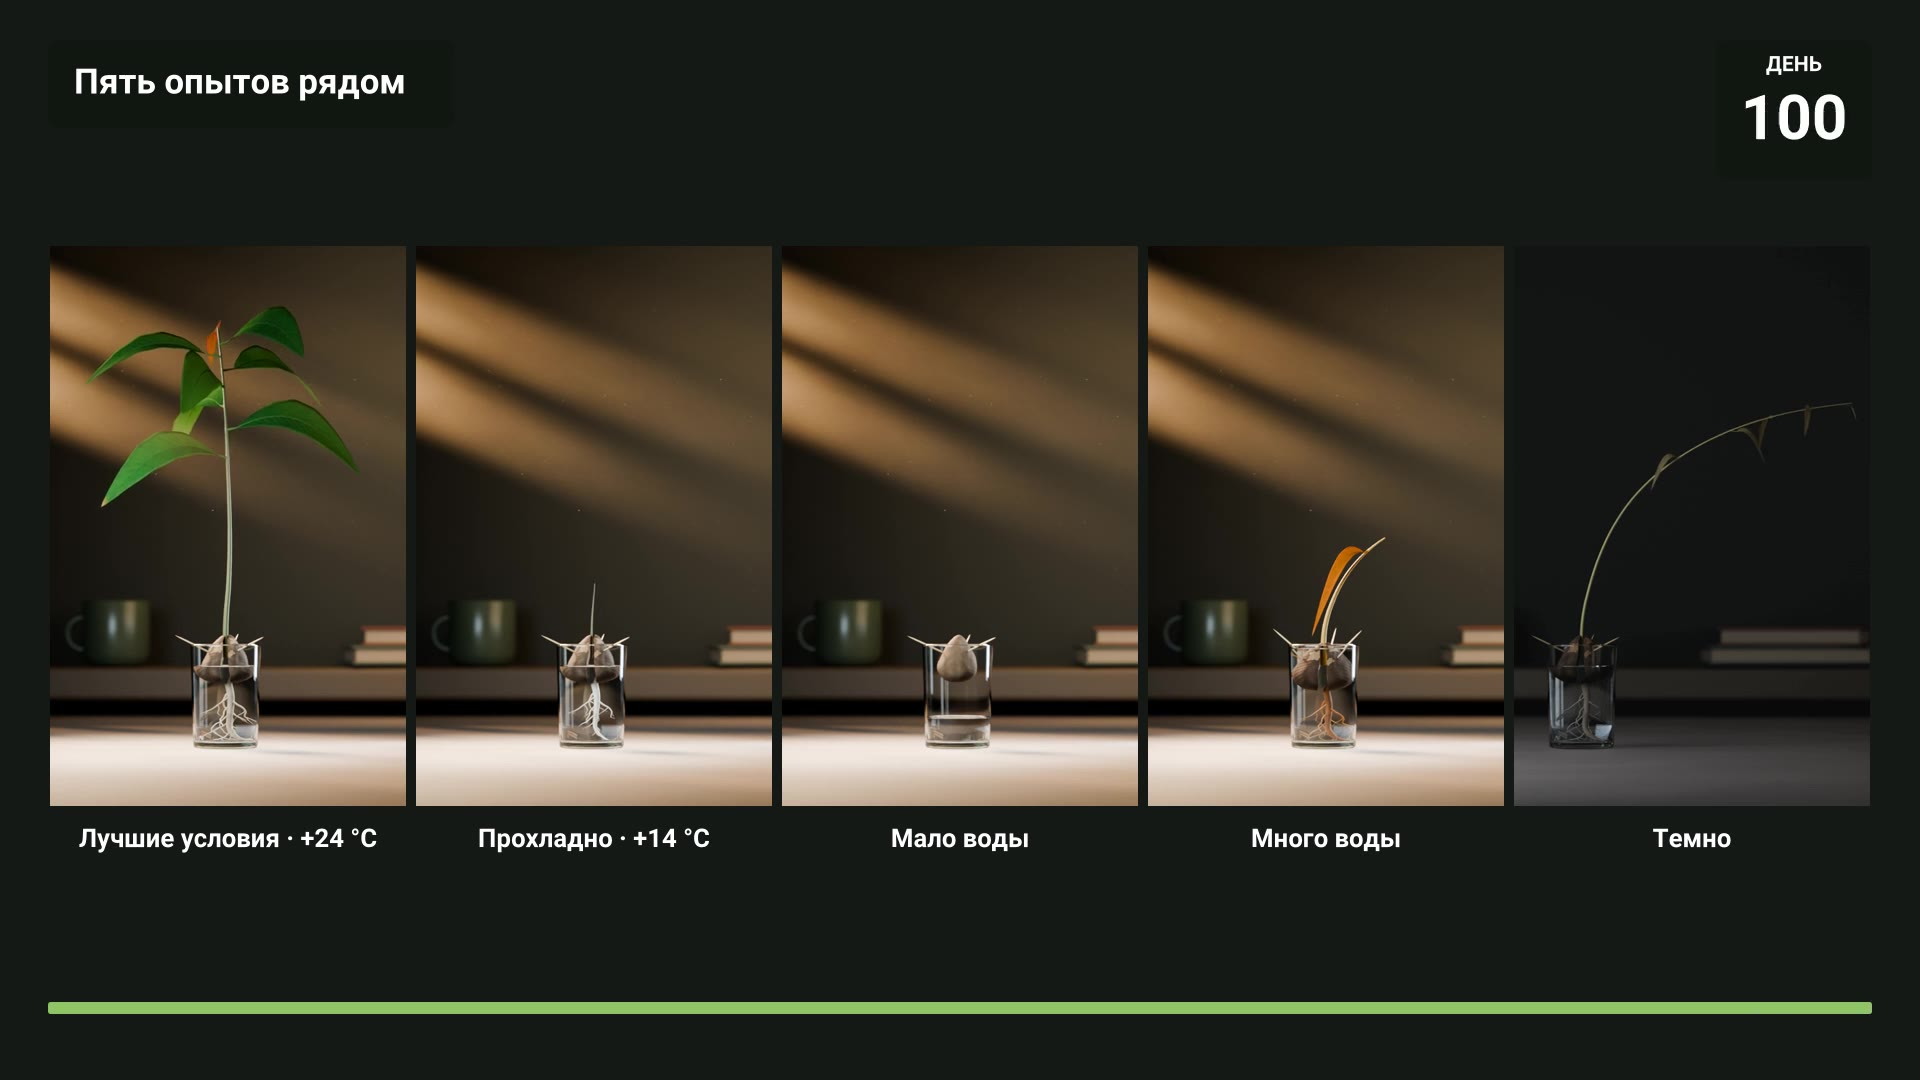 Пять опытов рядом
ДЕНЬ
100
Лучшие условия · +24 °C
Прохладно · +14 °C
Мало воды
Много воды
Темно